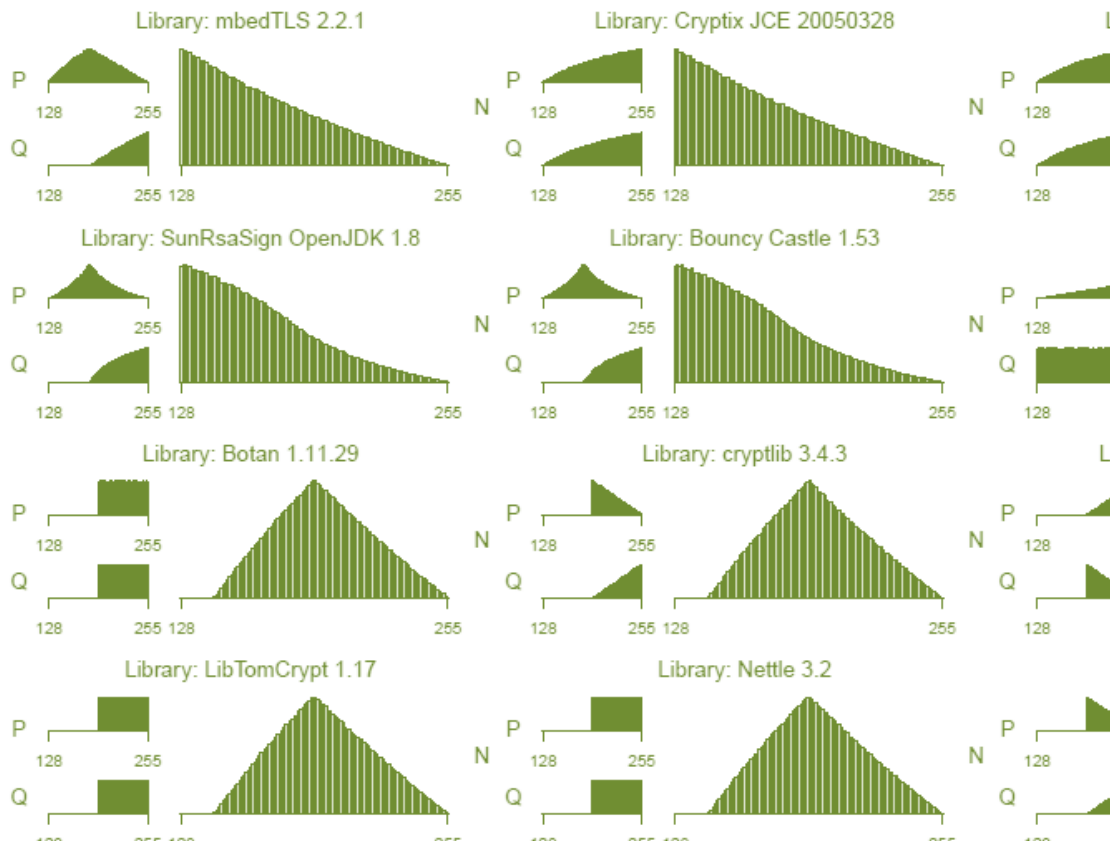 Library: mbedTLS 2.2.1
Library: Cryptix JCE 20050328
P
N
P
N
P
128 255
128 255
128
Q
Q
Q
128 255 128 255
128 255 128 255
128
Library: SunRsaSign OpenJDK 1.8
Library: Bouncy Castle 1.53
P
N
P
N
P
128 255
128 255
128
Q
Q
Q
128 255 128 255
128 255 128 255
128
Library: Botan 1.11.29
Library: cryptlib 3.4.3
P
N
P
N
P
128 255
128 255
128
Q
Q
Q
128 255 128 255
128 255 128 255
128
Library: LibTomCrypt 1.17
Library: Nettle 3.2
P
N
P
N
P
128 255
128 255
128
Q
Q
Q